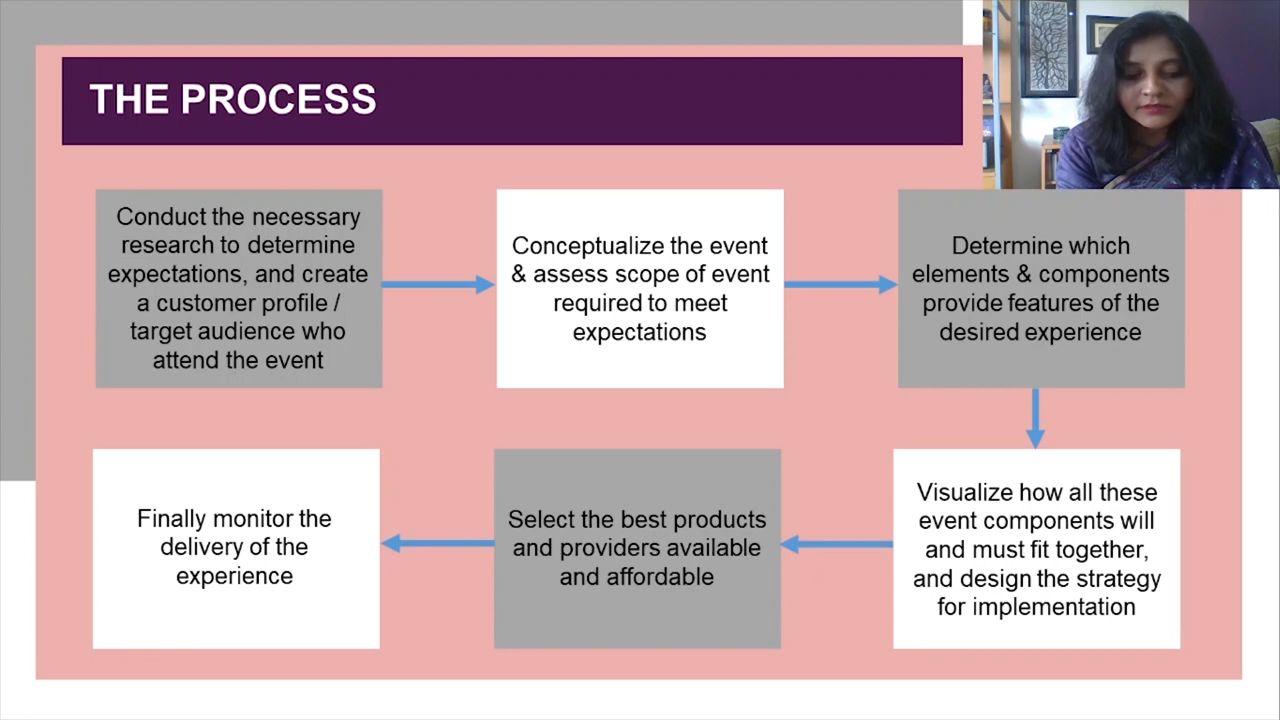 THE PROCESS
Conduct the necessary
research to determine
expectations, and create
a customer profile /
target audience who
attend the event
Conceptualize the event
& assess scope of event
required to meet
expectations
Determine which
elements & components
provide features of the
desired experience
Visualize how all these
event components will
and must fit together,
and design the strategy
for implementation
Select the best products
and providers available
and affordable
Finally monitor the
delivery of the
experience